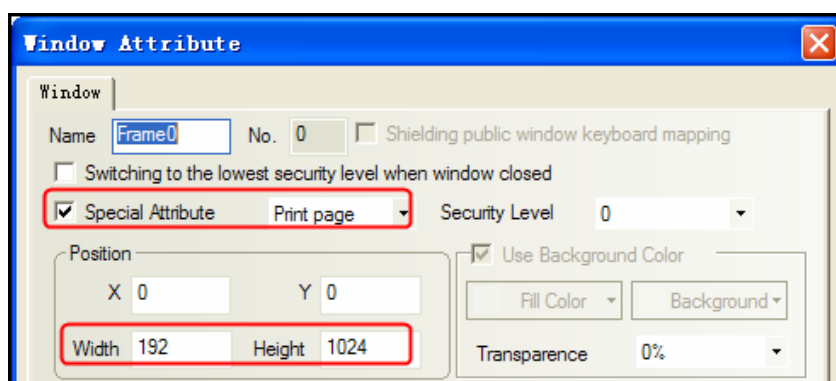 Window Attribute
Window
Name Frame0 No. 0 Shielding public window keyboard mapping
Switching to the lowest security level when window closed
Special Attribute Print page Security Level 0
Position Use Background Color
X 0 Y 0 Fill Color Background
Width 192 Height 1024 Transparence 0%